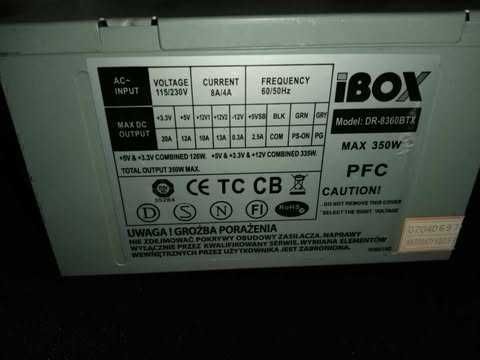 AC~ INPUT VOLTAGE 115/230V CURRENT 8A/4A FREQUENCY 60/50Hz
MAX DC OUTPUT +3.3V +5V +12V1 +12V2 -12V +5VSB BLK GRN GRY
20A 12A 10A 13A 0.3A 2.5A COM PS-ON PG
+5V & +3.3V COMBINED 126W. +5V & +3.3V & +12V COMBINED 335W.
TOTAL OUTPUT 350W MAX.
CE TC CB
D S N FI RoHS
iBOX
Model: DR-8360BTX
MAX 350W
PFC
CAUTION!
DO NOT REMOVE THIS COVER
SELECT THE RIGHT VOLTAGE
UWAGA ! GROŹBA PORAŻENIA
NIE ZDEJMOWAĆ POKRYWY OBUDOWY ZASILACZA. NAPRAWY
WYŁĄCZNIE PRZEZ WYKWALIFIKOWANY SERWIS. WYMIANA ELEMENTÓW
WEWNĘTRZNYCH PRZEZ UŻYTKOWNIKA JEST ZABRONIONA.